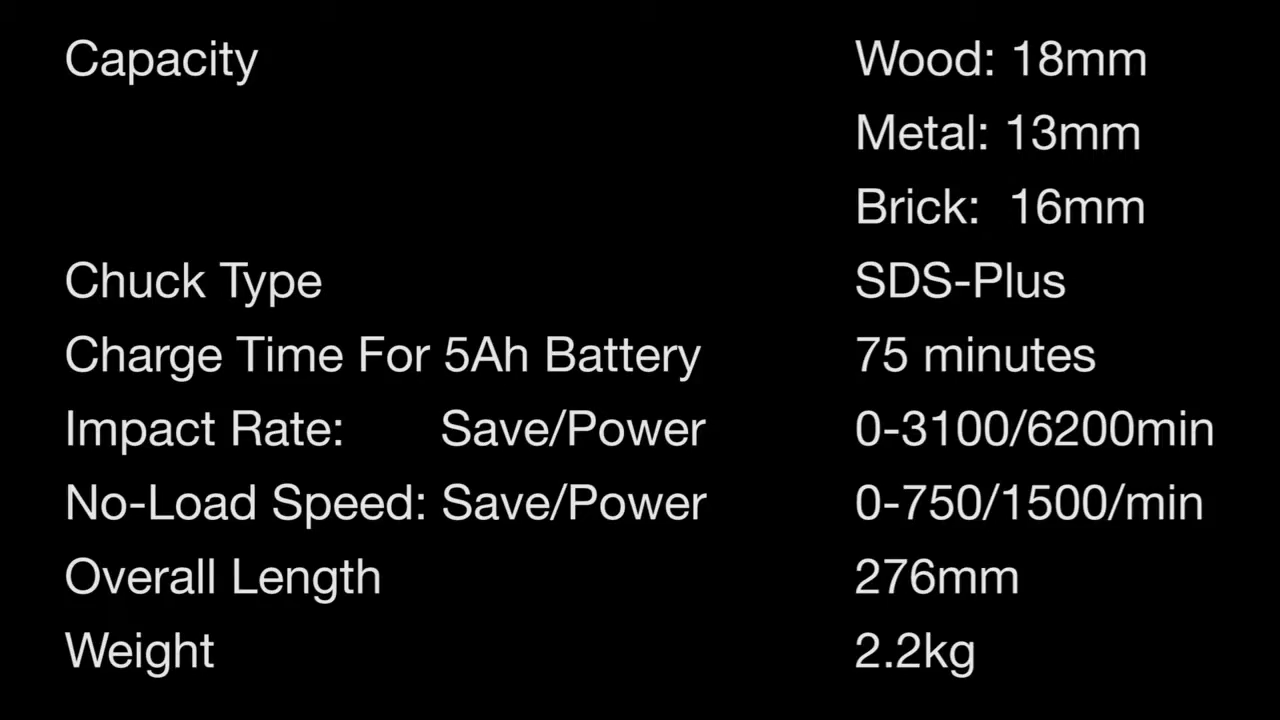 Capacity Wood: 18mm
Metal: 13mm
Brick: 16mm
Chuck Type SDS-Plus
Charge Time For 5Ah Battery 75 minutes
Impact Rate: Save/Power 0-3100/6200min
No-Load Speed: Save/Power 0-750/1500/min
Overall Length 276mm
Weight 2.2kg